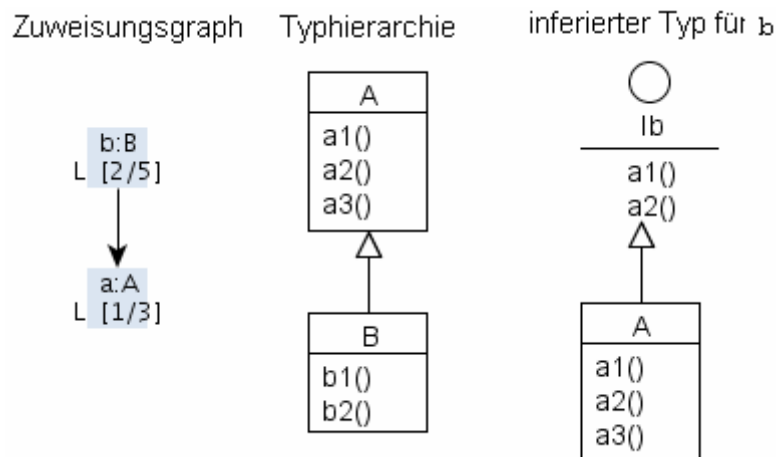 Zuweisungsgraph
Typhierarchie
inferierter Typ für b
b:B
L [2/5]
a:A
L [1/3]
A
a1()
a2()
a3()
B
b1()
b2()
Ib
a1()
a2()
A
a1()
a2()
a3()